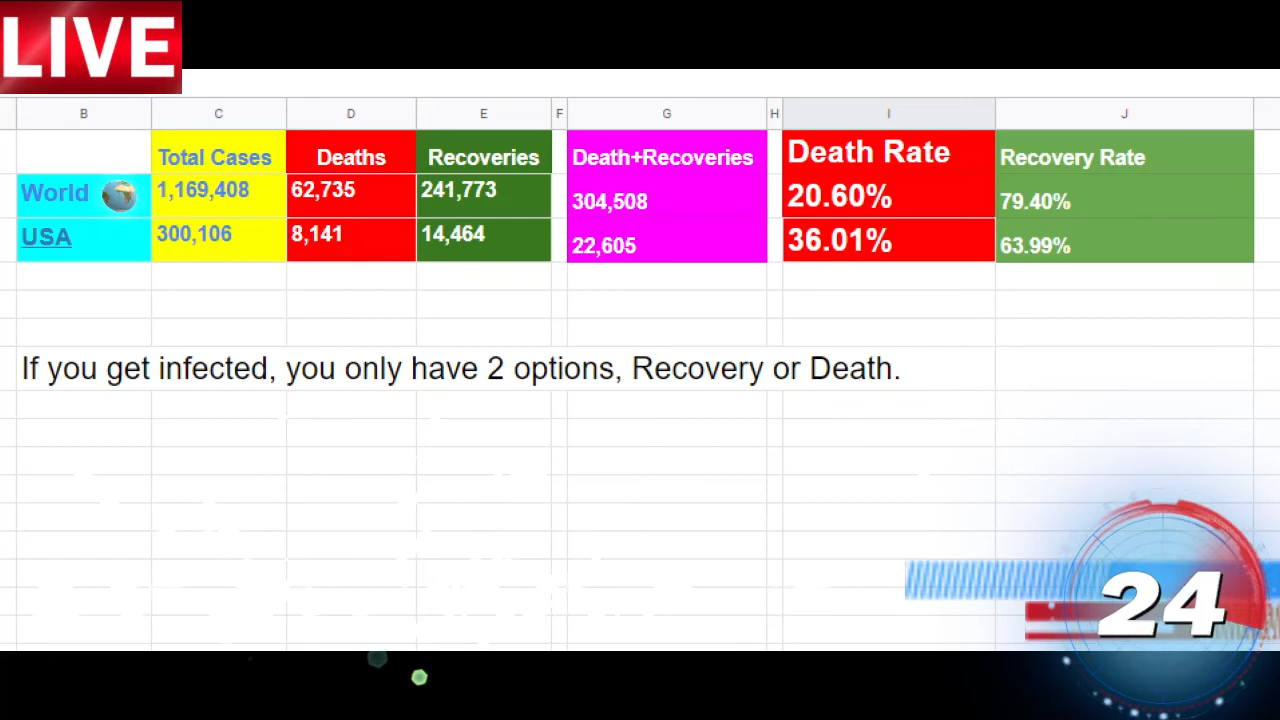 LIVE
B C D E F G H I J
Total Cases Deaths Recoveries Death+Recoveries Death Rate Recovery Rate
World 1,169,408 62,735 241,773 304,508 20.60% 79.40%
USA 300,106 8,141 14,464 22,605 36.01% 63.99%
If you get infected, you only have 2 options, Recovery or Death.
24